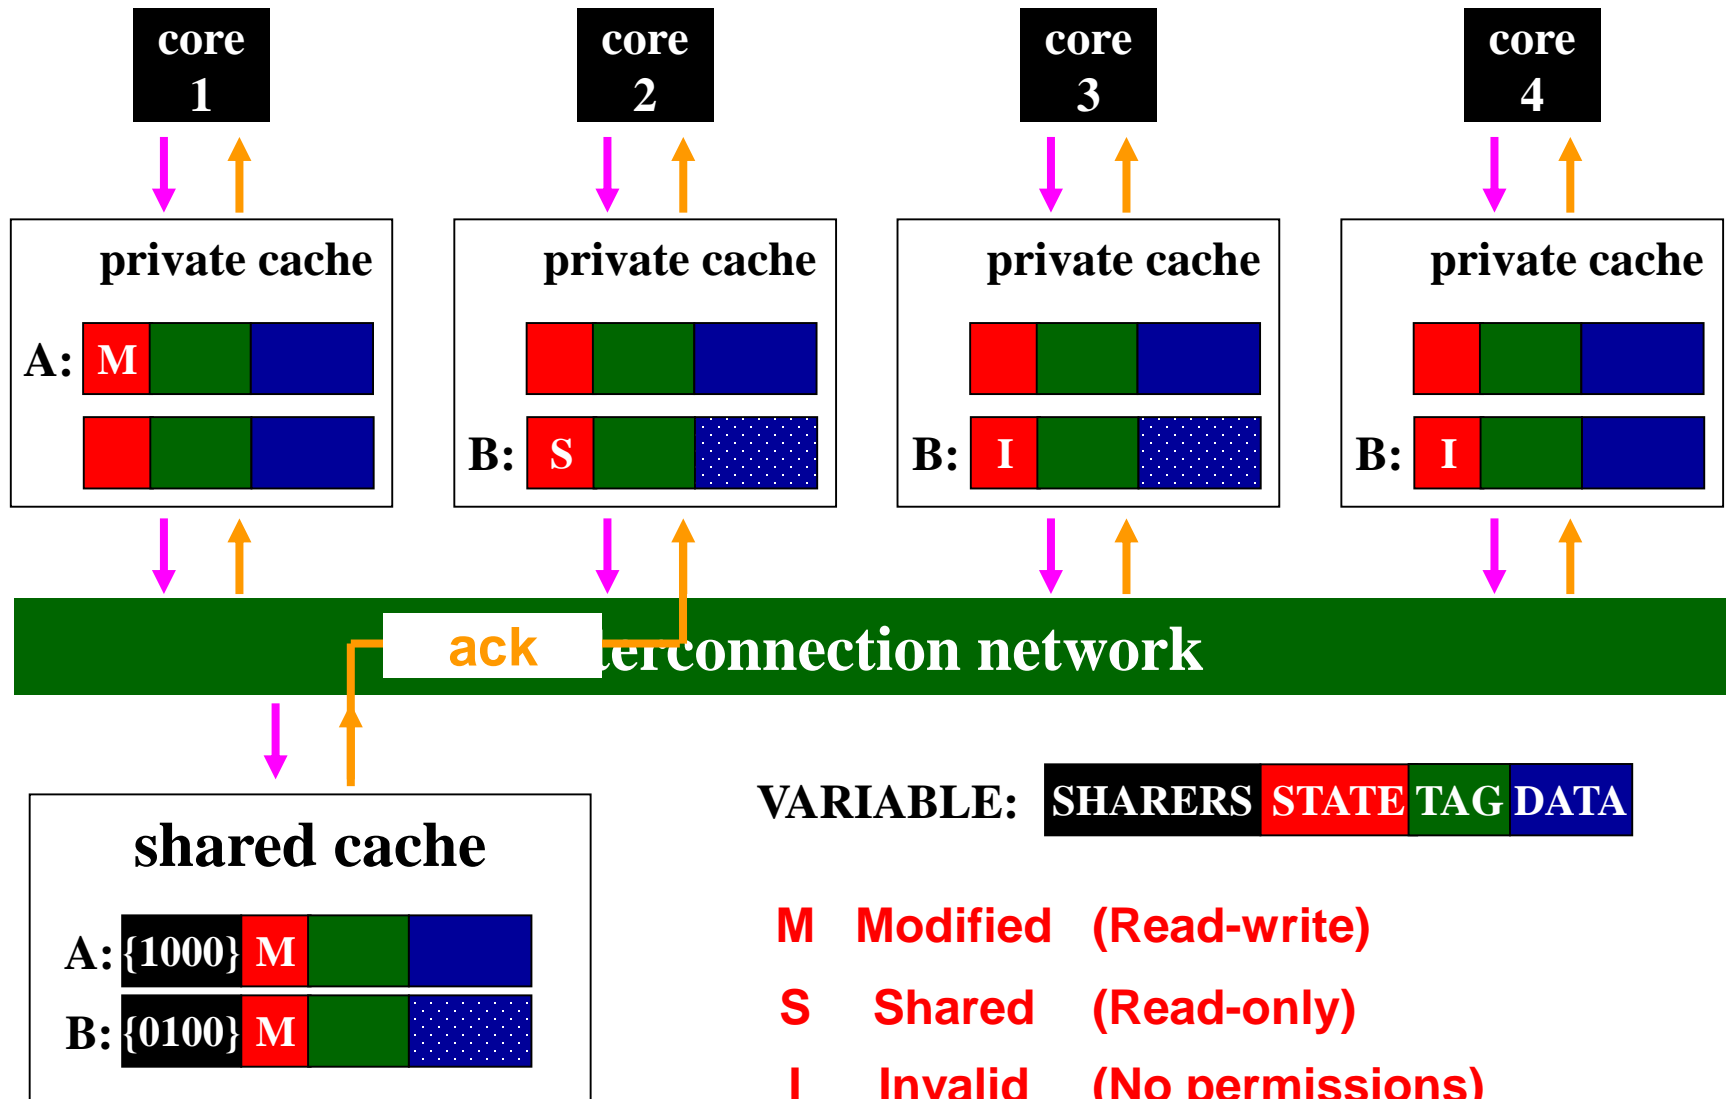 core
1
core
2
core
3
core
4
private cache
private cache
private cache
private cache
A: M
B: S
B: I
B: I
ack
terconnection network
VARIABLE: SHARERS STATE TAG DATA
shared cache
A: {1000} M
B: {0100} M
M Modified (Read-write)
S Shared (Read-only)
I Invalid (No permissions)